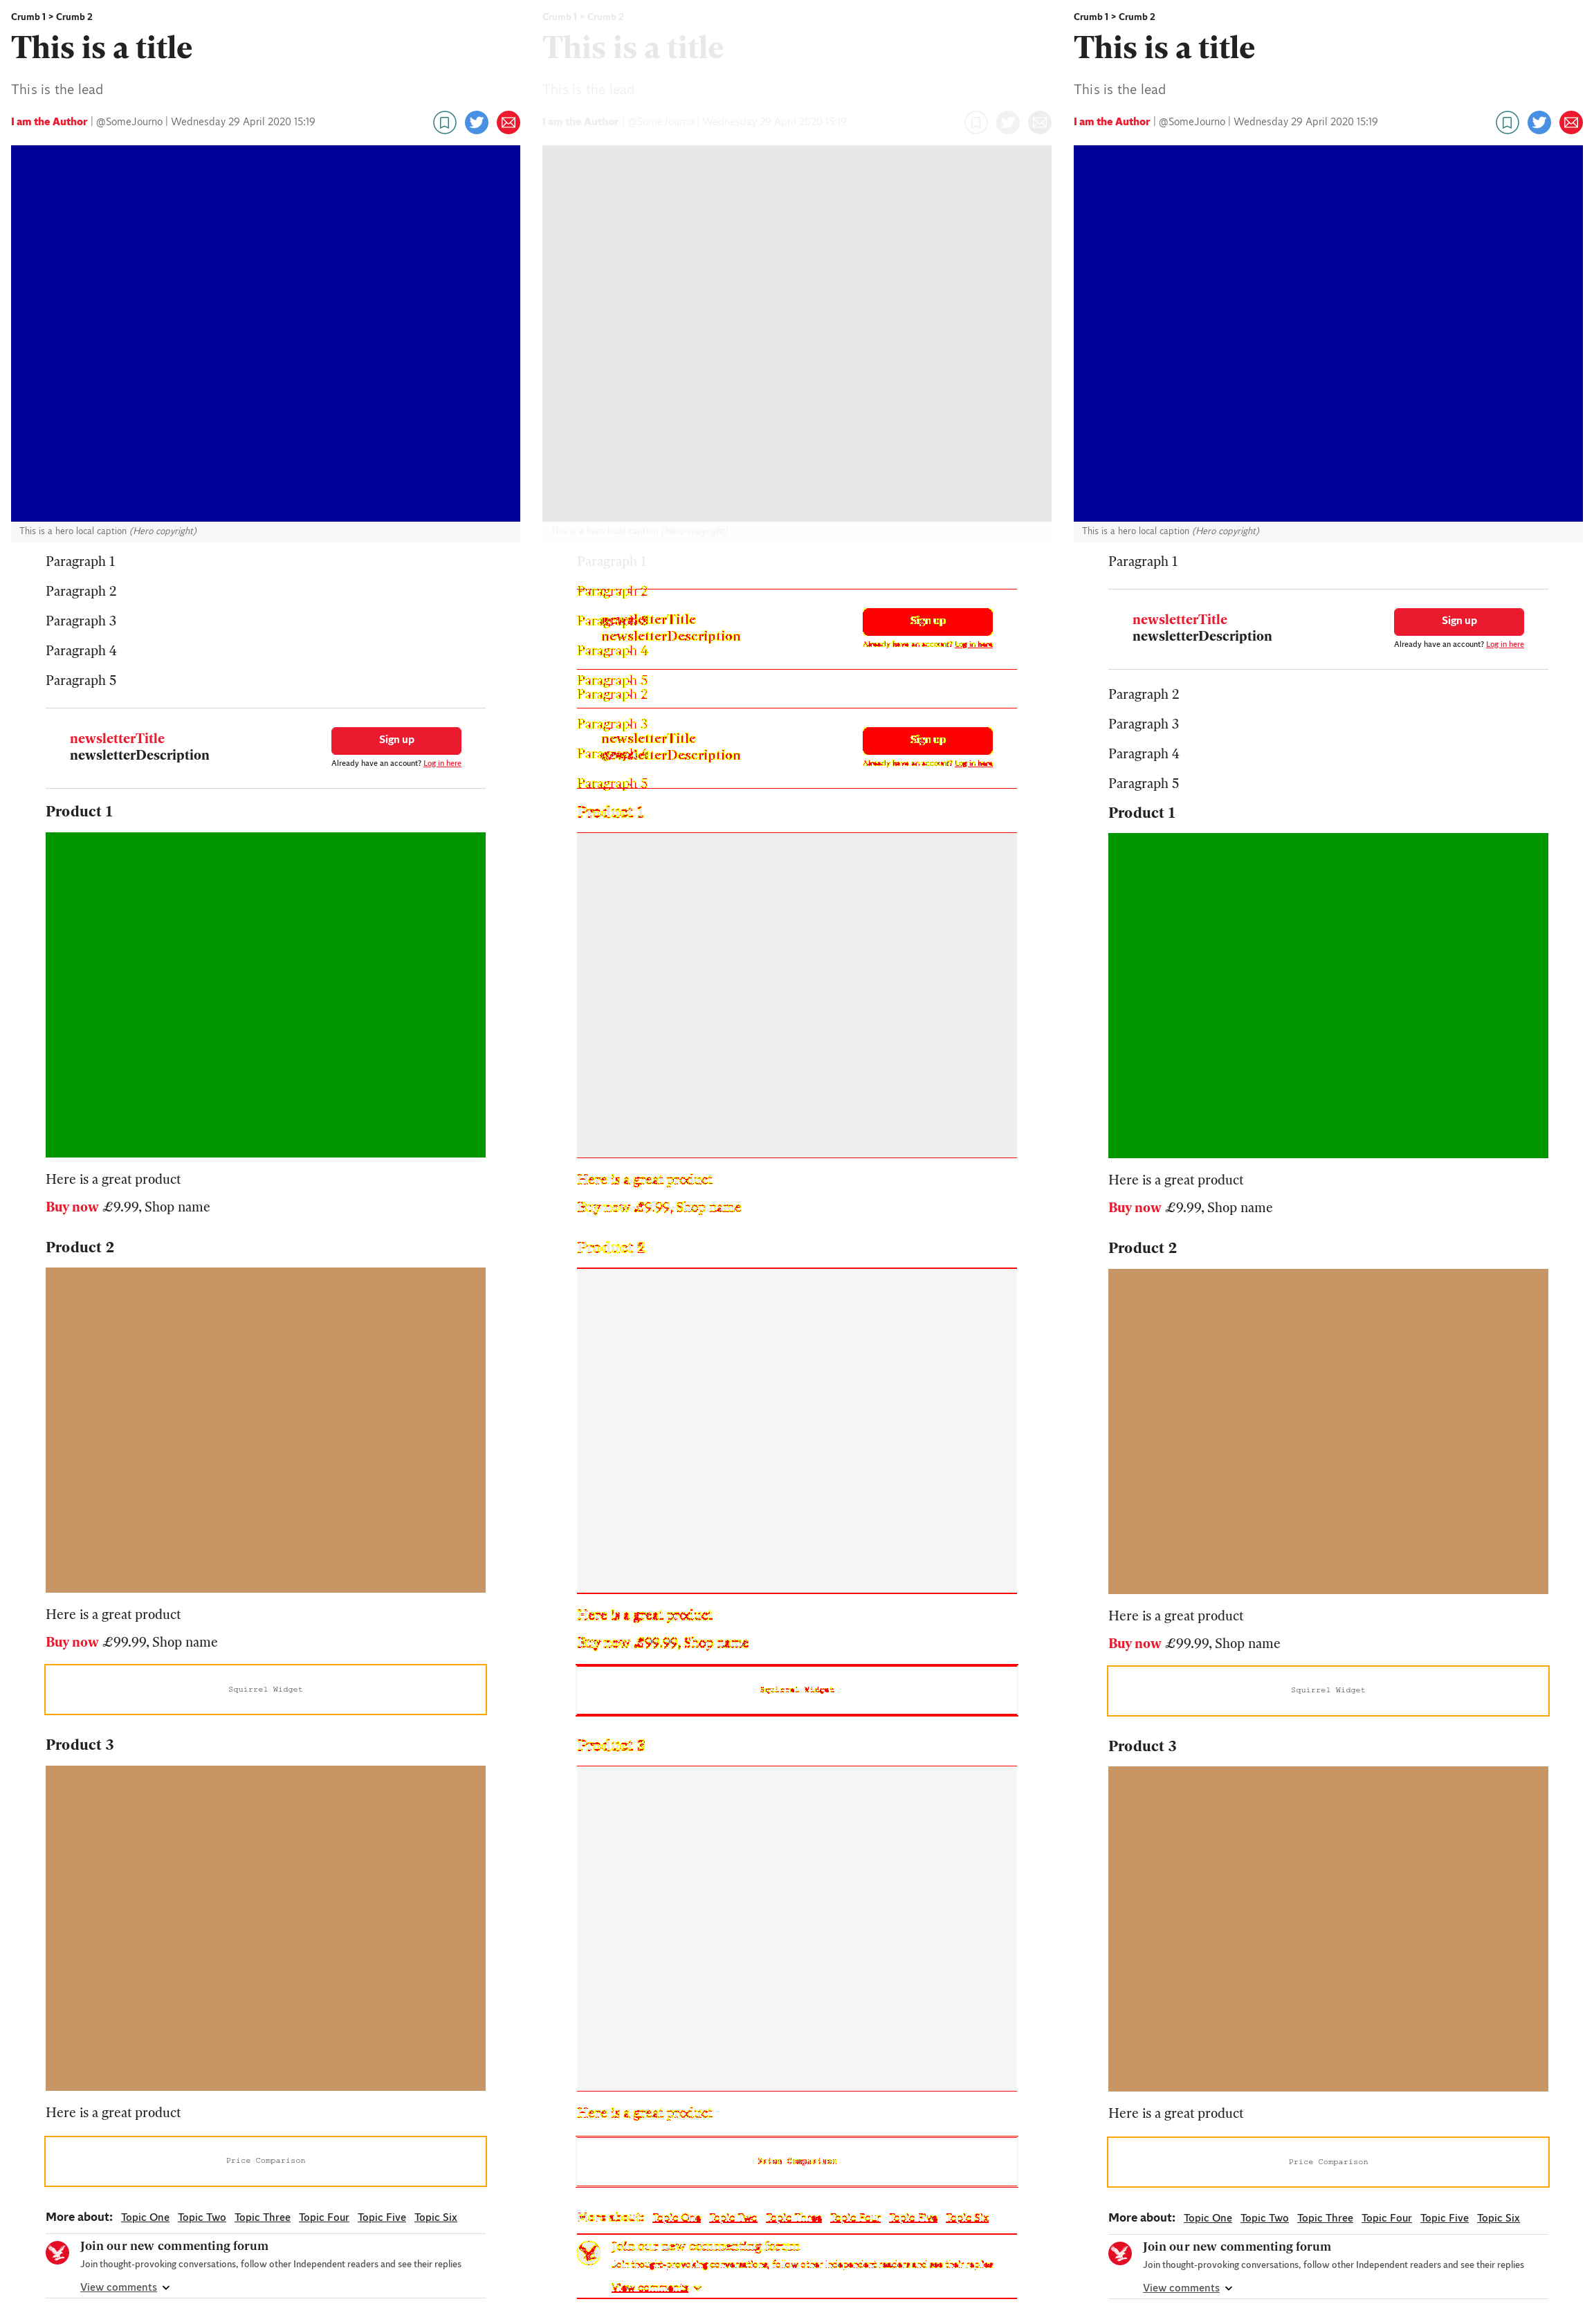 Crumb 1 > Crumb 2
This is a title
This is the lead
I am the Author | @SomeJourno | Wednesday 29 April 2020 15:19
This is a hero local caption (Hero copyright)
Paragraph 1
Paragraph 2
Paragraph 3
Paragraph 4
Paragraph 5
newsletterTitle
newsletterDescription
Sign up
Already have an account? Log in here
Product 1
Here is a great product
Buy now £9.99, Shop name
Product 2
Here is a great product
Buy now £99.99, Shop name
Squirrel Widget
Product 3
Here is a great product
Price Comparison
More about: Topic One Topic Two Topic Three Topic Four Topic Five Topic Six
Join our new commenting forum
Join thought-provoking conversations, follow other Independent readers and see their replies
View comments
Crumb 1 > Crumb 2
This is a title
This is the lead
I am the Author | @SomeJourno | Wednesday 29 April 2020 15:19
This is a hero local caption (Hero copyright)
Paragraph 1
Paragraph 2
Paragraph 3
newsletterTitle
newsletterDescription
Sign up
Already have an account? Log in here
Paragraph 4
Paragraph 5
Paragraph 2
Paragraph 3
newsletterTitle
Paragraph 4
newsletterDescription
Sign up
Already have an account? Log in here
Paragraph 5
Product 1
Here is a great product
Buy now £9.99, Shop name
Product 2
Here is a great product
Buy now £99.99, Shop name
Squirrel Widget
Product 3
Here is a great product
Price Comparison
More about: Topic One Topic Two Topic Three Topic Four Topic Five Topic Six
Join our new commenting forum
Join thought-provoking conversations, follow other Independent readers and see their replies
View comments
Crumb 1 > Crumb 2
This is a title
This is the lead
I am the Author | @SomeJourno | Wednesday 29 April 2020 15:19
This is a hero local caption (Hero copyright)
Paragraph 1
newsletterTitle
newsletterDescription
Sign up
Already have an account? Log in here
Paragraph 2
Paragraph 3
Paragraph 4
Paragraph 5
Product 1
Here is a great product
Buy now £9.99, Shop name
Product 2
Here is a great product
Buy now £99.99, Shop name
Squirrel Widget
Product 3
Here is a great product
Price Comparison
More about: Topic One Topic Two Topic Three Topic Four Topic Five Topic Six
Join our new commenting forum
Join thought-provoking conversations, follow other Independent readers and see their replies
View comments